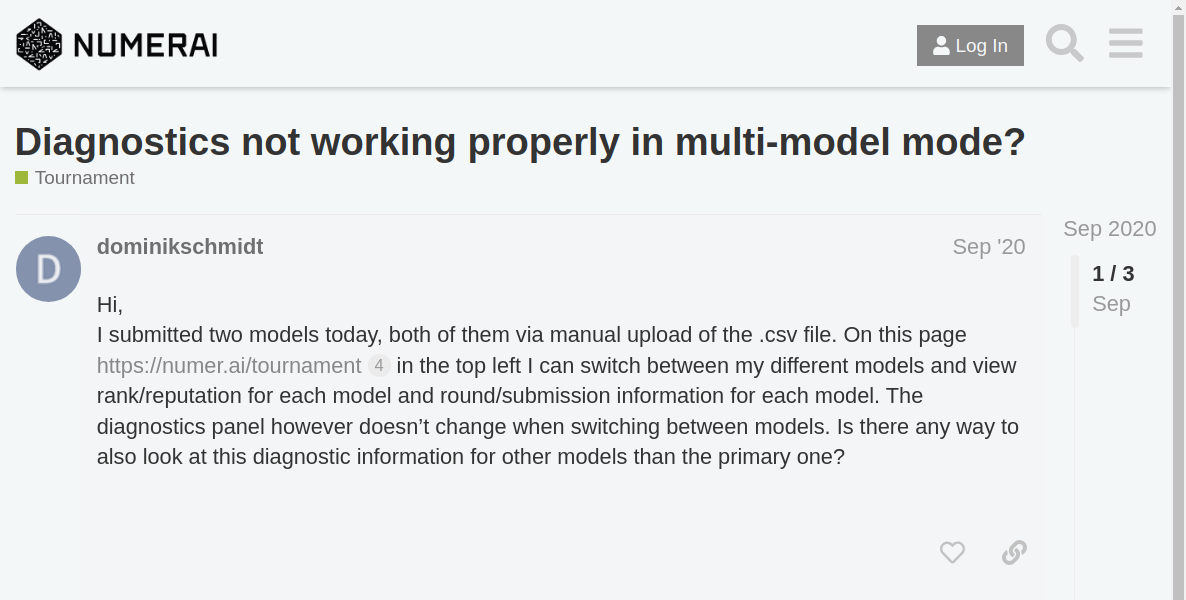 NUMERAI
Log In
Diagnostics not working properly in multi-model mode?
Tournament
D
dominikschmidt
Sep '20
Hi,
I submitted two models today, both of them via manual upload of the .csv file. On this page
https://numer.ai/tournament 4 in the top left I can switch between my different models and view
rank/reputation for each model and round/submission information for each model. The
diagnostics panel however doesn’t change when switching between models. Is there any way to
also look at this diagnostic information for other models than the primary one?
Sep 2020
1 / 3
Sep